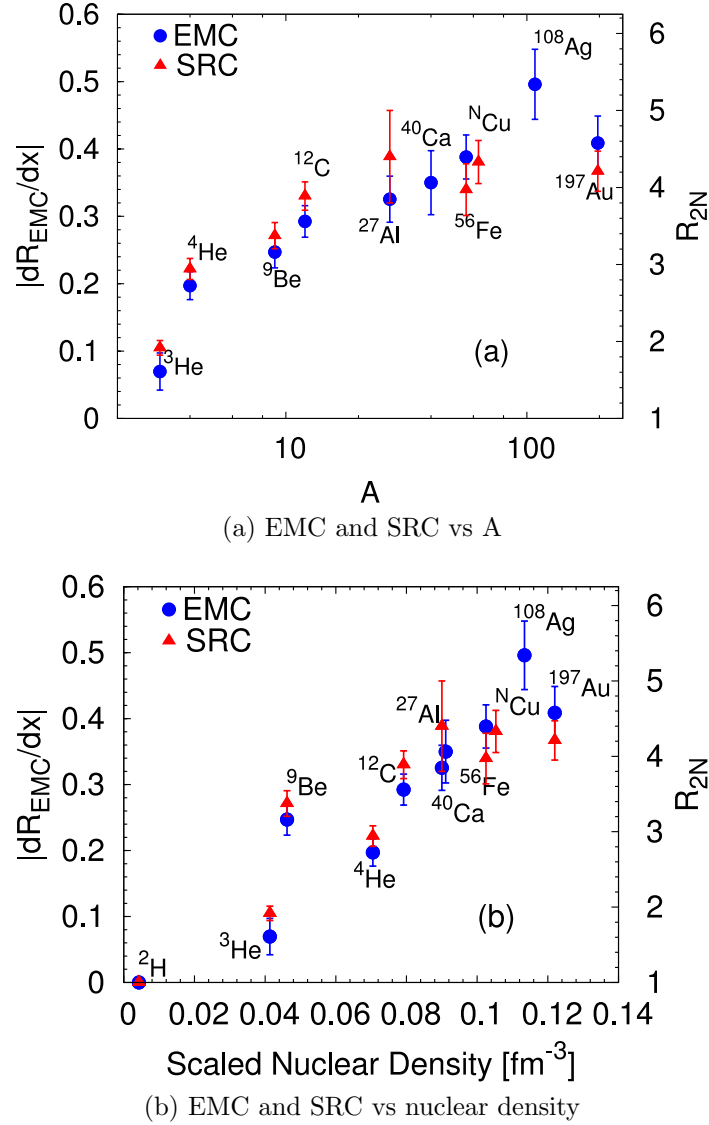 0.6
0.5
0.4
0.3
0.2
0.1
0
|dR_EMC/dx|
EMC
SRC
³He
⁴He
⁹Be
¹²C
²⁷Al
⁴⁰Ca
⁵⁶Fe
ᴺCu
¹⁰⁸Ag
¹⁹⁷Au
(a)
6
5
4
3
2
1
R_2N
10 100
A
(a) EMC and SRC vs A
0.6
0.5
0.4
0.3
0.2
0.1
0
|dR_EMC/dx|
EMC
SRC
²H
³He
⁹Be
⁴He
¹²C
²⁷Al
⁴⁰Ca
⁵⁶Fe
ᴺCu
¹⁰⁸Ag
¹⁹⁷Au
(b)
6
5
4
3
2
1
R_2N
0 0.02 0.04 0.06 0.08 0.1 0.12 0.14
Scaled Nuclear Density [fm⁻³]
(b) EMC and SRC vs nuclear density